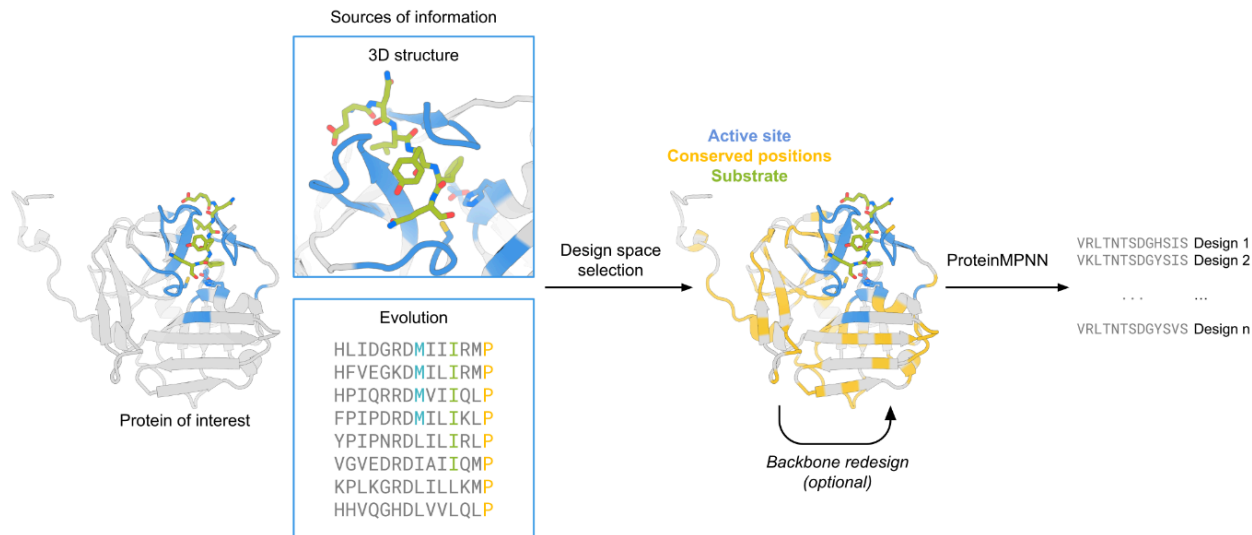 Sources of information
3D structure
Evolution
HLIDGRDMIIIRMP
HFVEGKDMILIRMP
HPIQRRDMVIIQLP
FPIPDRDMILIKLP
YPIPNRDLILIRLP
VGVEDRDIAIIQMP
KPLKGRDLILLKMP
HHVQGHDLVVLQLP
Protein of interest
Design space
selection
Active site
Conserved positions
Substrate
Backbone redesign
(optional)
ProteinMPNN
VRLTNTSDGHSIS Design 1
VKLTNTSDGYSIS Design 2
... ...
VRLTNTSDGYSVS Design n